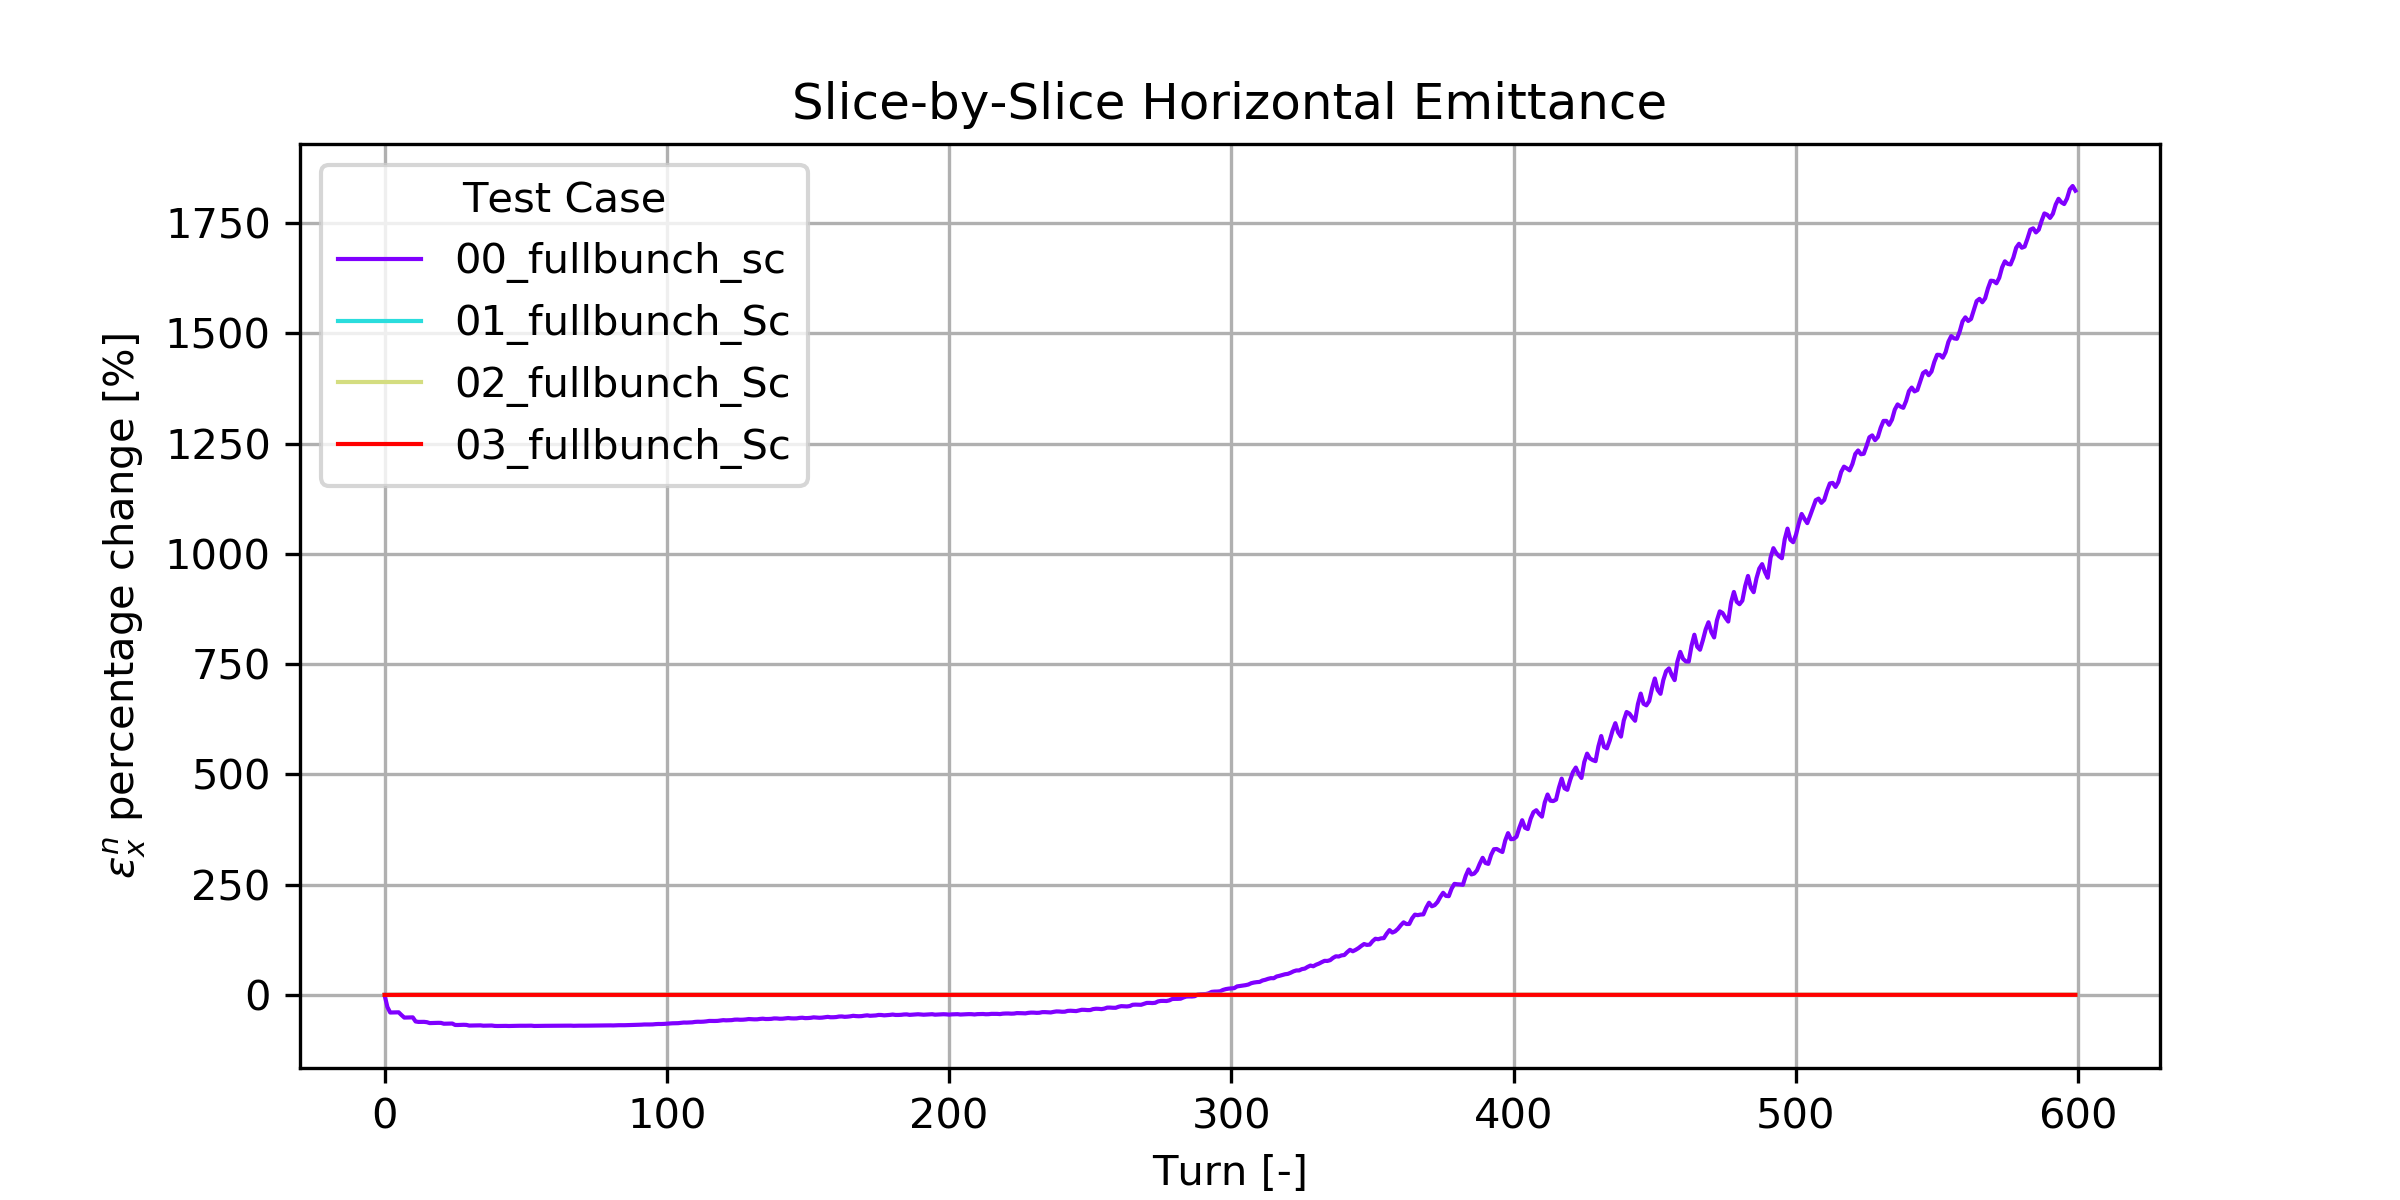 Slice-by-Slice Horizontal Emittance
Test Case
00_fullbunch_sc
01_fullbunch_Sc
02_fullbunch_Sc
03_fullbunch_Sc
1750
1500
1250
1000
750
500
250
0
ε_x^n percentage change [%]
0 100 200 300 400 500 600
Turn [-]